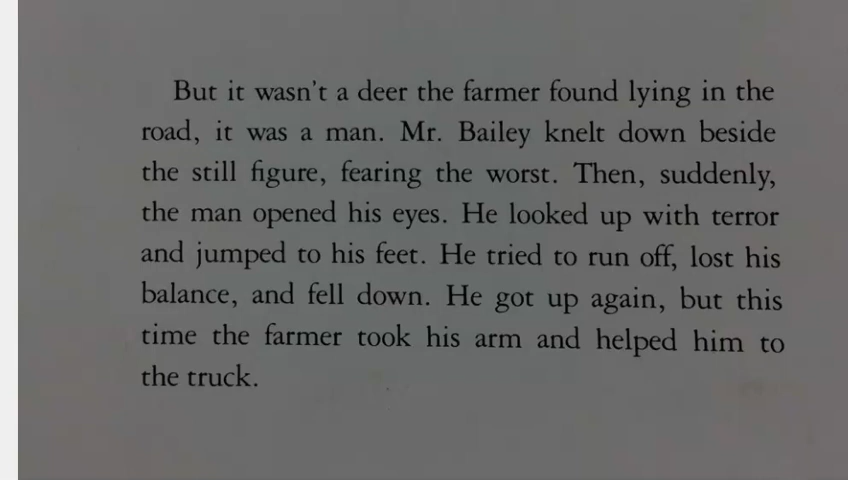 But it wasn't a deer the farmer found lying in the
road, it was a man. Mr. Bailey knelt down beside
the still figure, fearing the worst. Then, suddenly,
the man opened his eyes. He looked up with terror
and jumped to his feet. He tried to run off, lost his
balance, and fell down. He got up again, but this
time the farmer took his arm and helped him to
the truck.